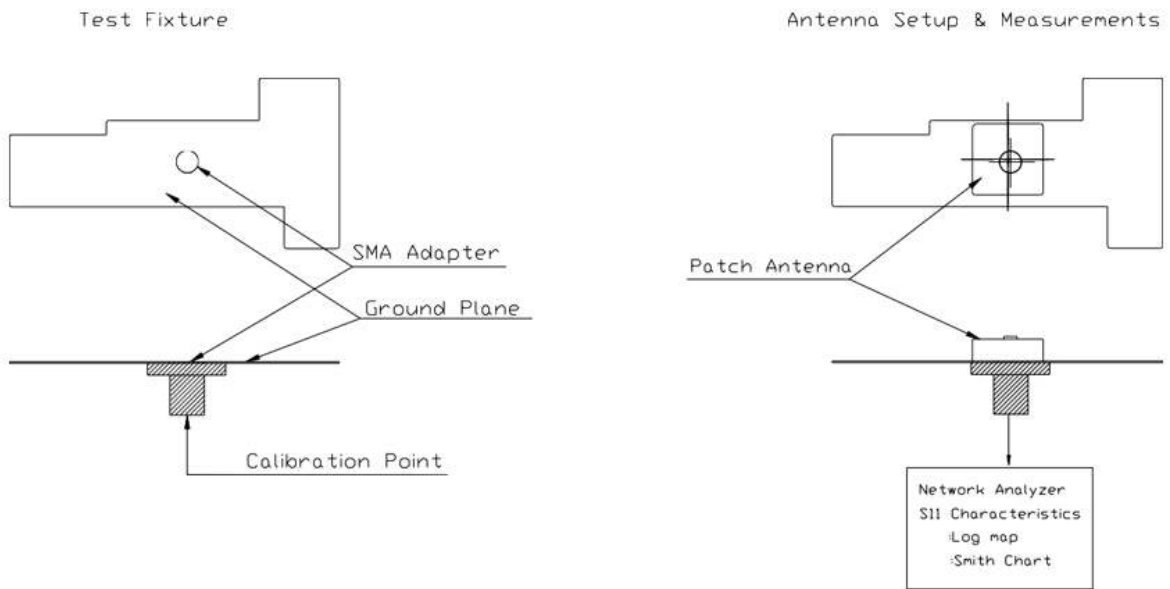 Test Fixture
Antenna Setup & Measurements
SMA Adapter
Ground Plane
Patch Antenna
Calibration Point
Network Analyzer
S11 Characteristics
:Log map
:Smith Chart